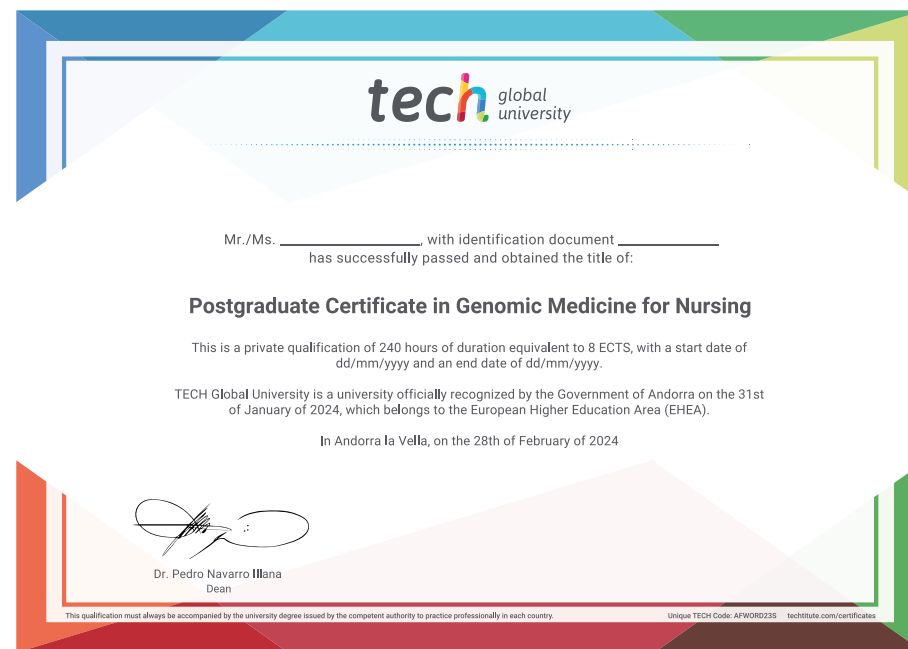 tech global university
Mr./Ms. ____________, with identification document ____________
has successfully passed and obtained the title of:
Postgraduate Certificate in Genomic Medicine for Nursing
This is a private qualification of 240 hours of duration equivalent to 8 ECTS, with a start date of
dd/mm/yyyy and an end date of dd/mm/yyyy.
TECH Global University is a university officially recognized by the Government of Andorra on the 31st
of January of 2024, which belongs to the European Higher Education Area (EHEA).
In Andorra la Vella, on the 28th of February of 2024
Dr. Pedro Navarro Illana
Dean
This qualification must always be accompanied by the university degree issued by the competent authority to practice professionally in each country.
Unique TECH Code: AFWORD23S techtitute.com/certificates